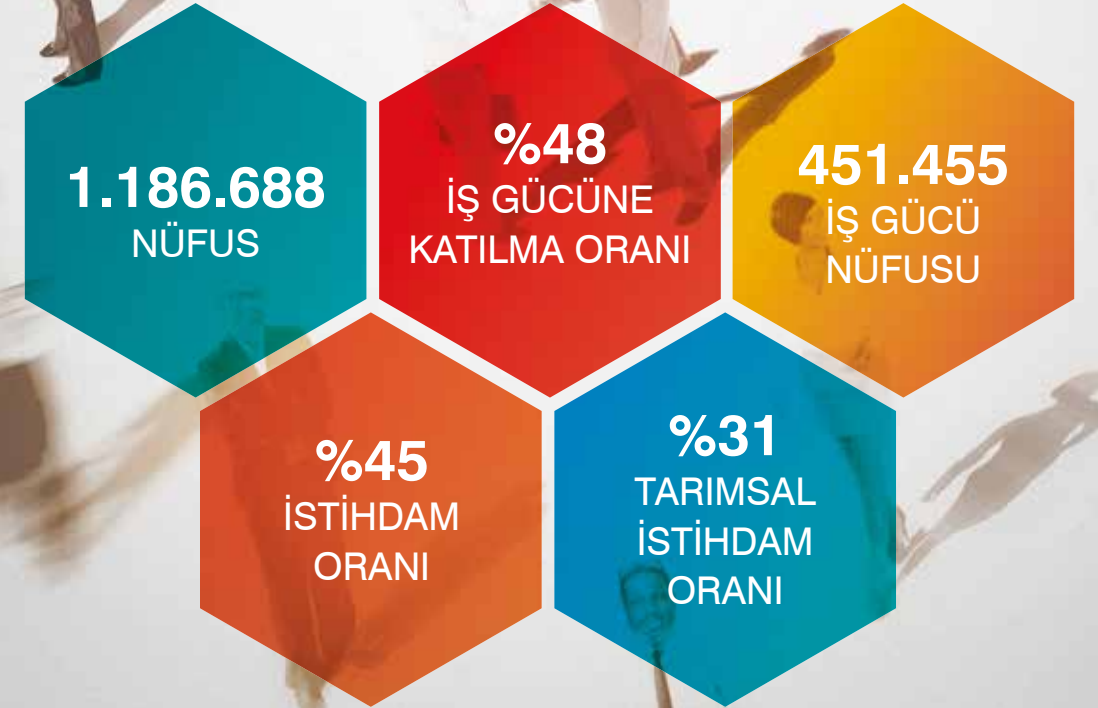 1.186.688
NÜFUS
%48
İŞ GÜCÜNE
KATILMA ORANI
451.455
İŞ GÜCÜ
NÜFUSU
%45
İSTİHDAM
ORANI
%31
TARIMSAL
İSTİHDAM
ORANI